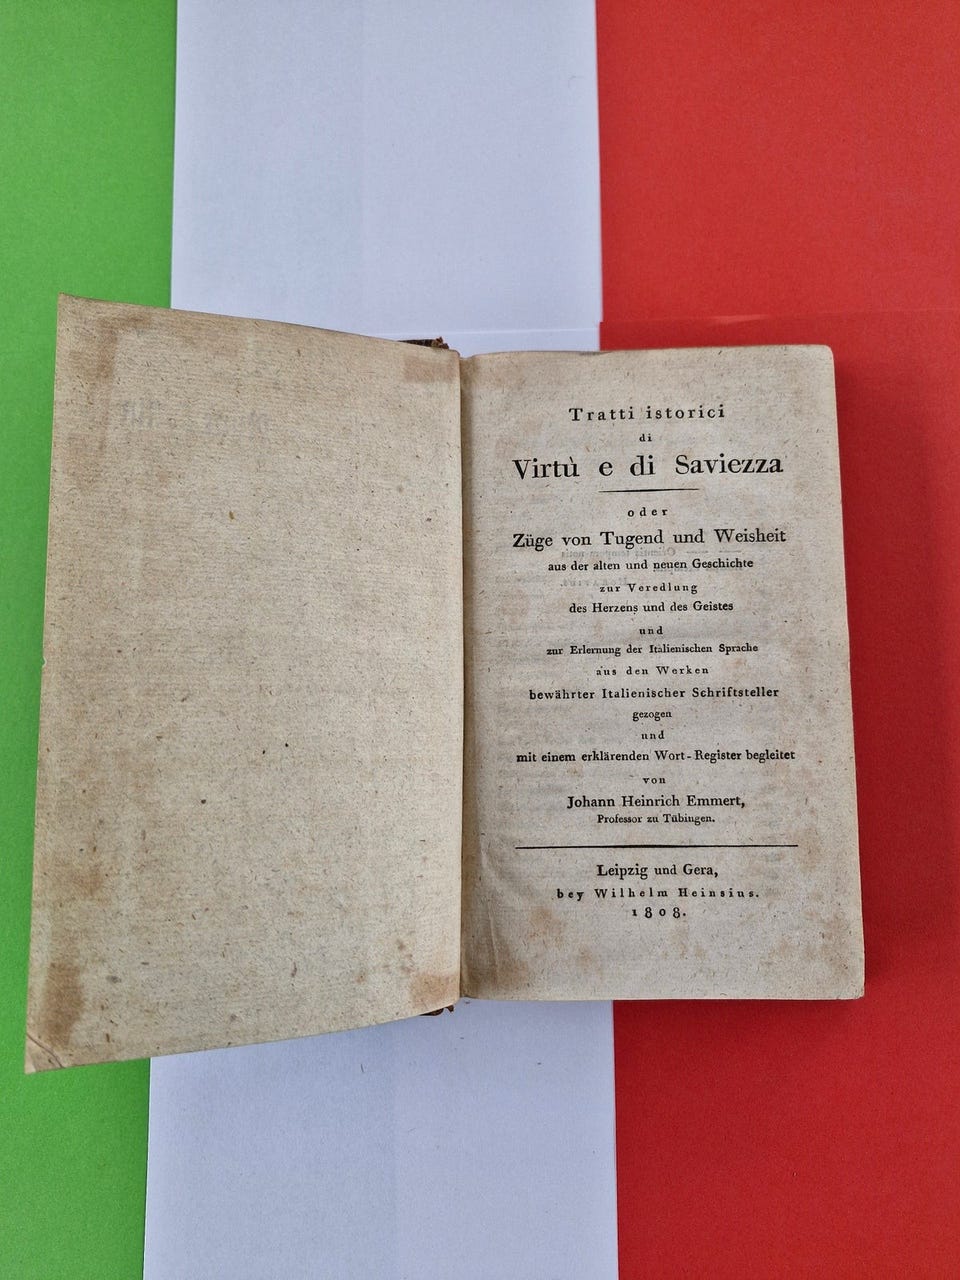 Tratti istorici
di
Virtù e di Saviezza
oder
Züge von Tugend und Weisheit
aus der alten und neuen Geschichte
zur Veredlung
des Herzens und des Geistes
und
zur Erlernung der Italienischen Sprache
aus den Werken
bewährter Italienischer Schriftsteller
gezogen
und
mit einem erklärenden Wort-Register begleitet
von
Johann Heinrich Emmert,
Professor zu Tübingen.
Leipzig und Gera,
bey Wilhelm Heinsius.
1808.